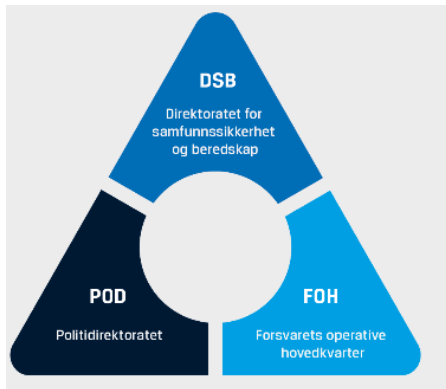 DSB
Direktoratet for
samfunnssikkerhet
og beredskap
POD
Politidirektoratet
FOH
Forsvarets operative
hovedkvarter